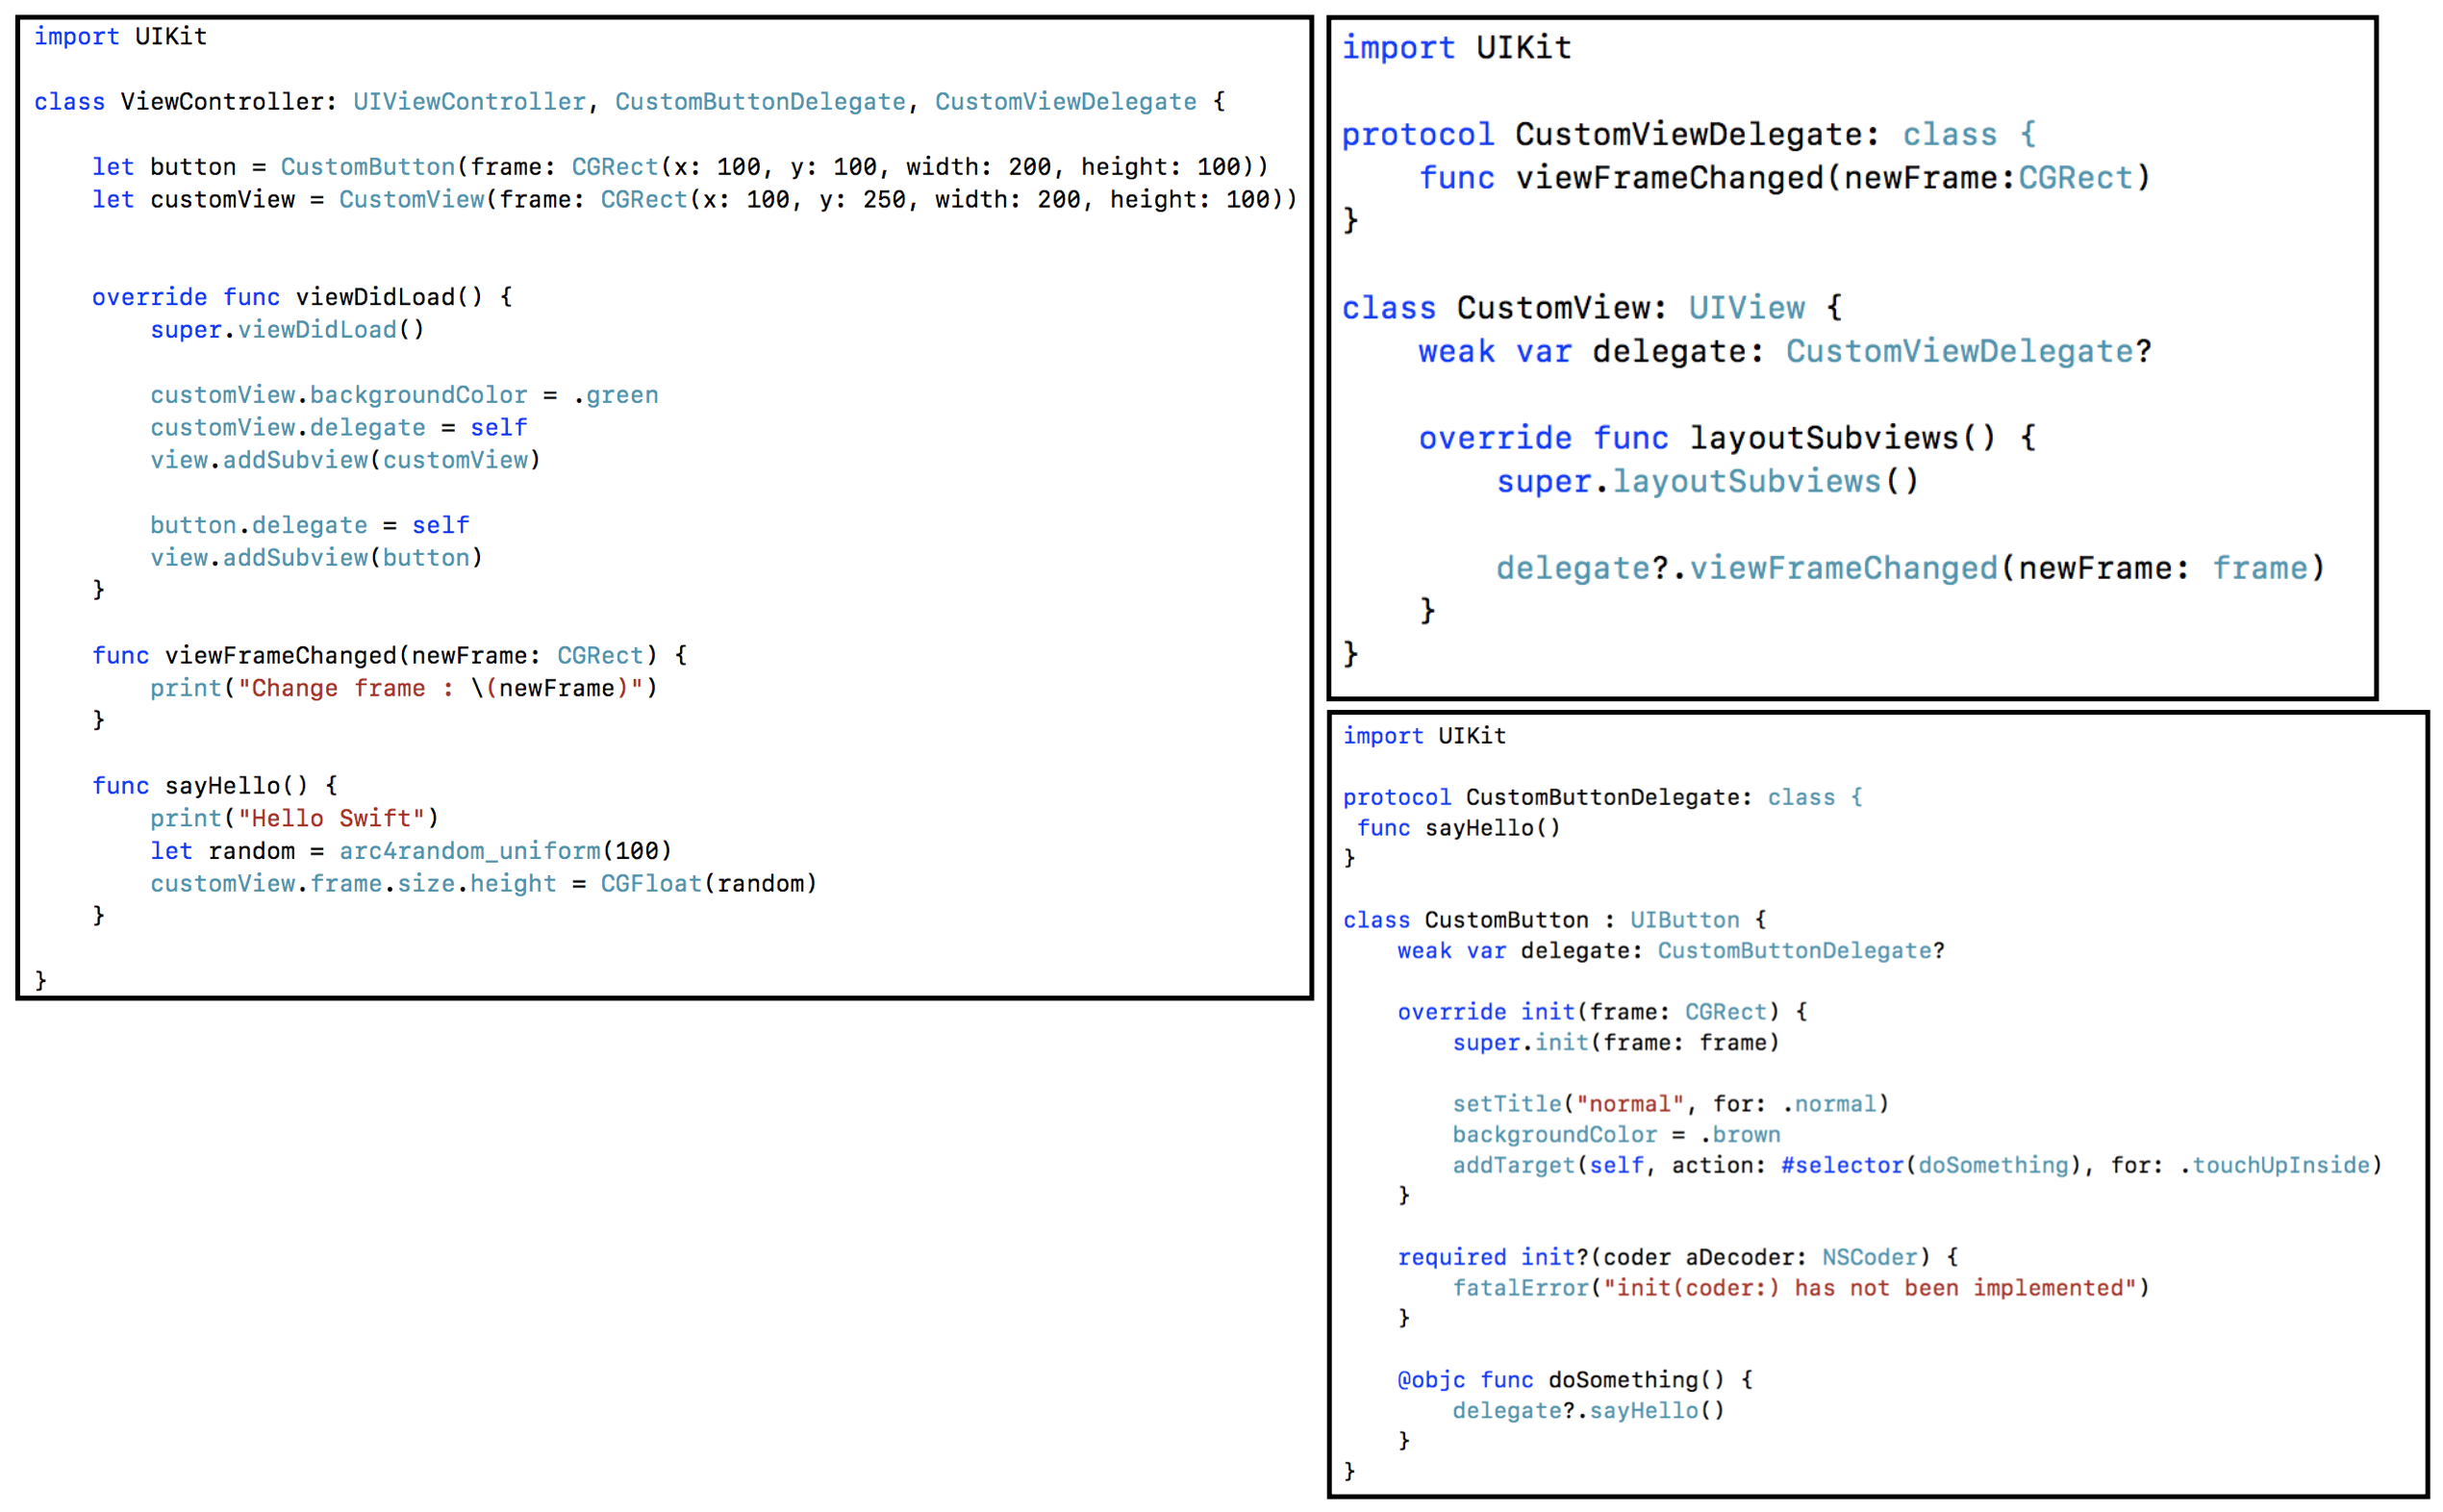 import UIKit
class ViewController: UIViewController, CustomButtonDelegate, CustomViewDelegate {
let button = CustomButton(frame: CGRect(x: 100, y: 100, width: 200, height: 100))
let customView = CustomView(frame: CGRect(x: 100, y: 250, width: 200, height: 100))
override func viewDidLoad() {
super.viewDidLoad()
customView.backgroundColor = .green
customView.delegate = self
view.addSubview(customView)
button.delegate = self
view.addSubview(button)
}
func viewFrameChanged(newFrame: CGRect) {
print("Change frame : \(newFrame)")
}
func sayHello() {
print("Hello Swift")
let random = arc4random_uniform(100)
customView.frame.size.height = CGFloat(random)
}
}
import UIKit
protocol CustomViewDelegate: class {
func viewFrameChanged(newFrame:CGRect)
}
class CustomView: UIView {
weak var delegate: CustomViewDelegate?
override func layoutSubviews() {
super.layoutSubviews()
delegate?.viewFrameChanged(newFrame: frame)
}
}
import UIKit
protocol CustomButtonDelegate: class {
func sayHello()
}
class CustomButton : UIButton {
weak var delegate: CustomButtonDelegate?
override init(frame: CGRect) {
super.init(frame: frame)
setTitle("normal", for: .normal)
backgroundColor = .brown
addTarget(self, action: #selector(doSomething), for: .touchUpInside)
}
required init?(coder aDecoder: NSCoder) {
fatalError("init(coder:) has not been implemented")
}
@objc func doSomething() {
delegate?.sayHello()
}
}